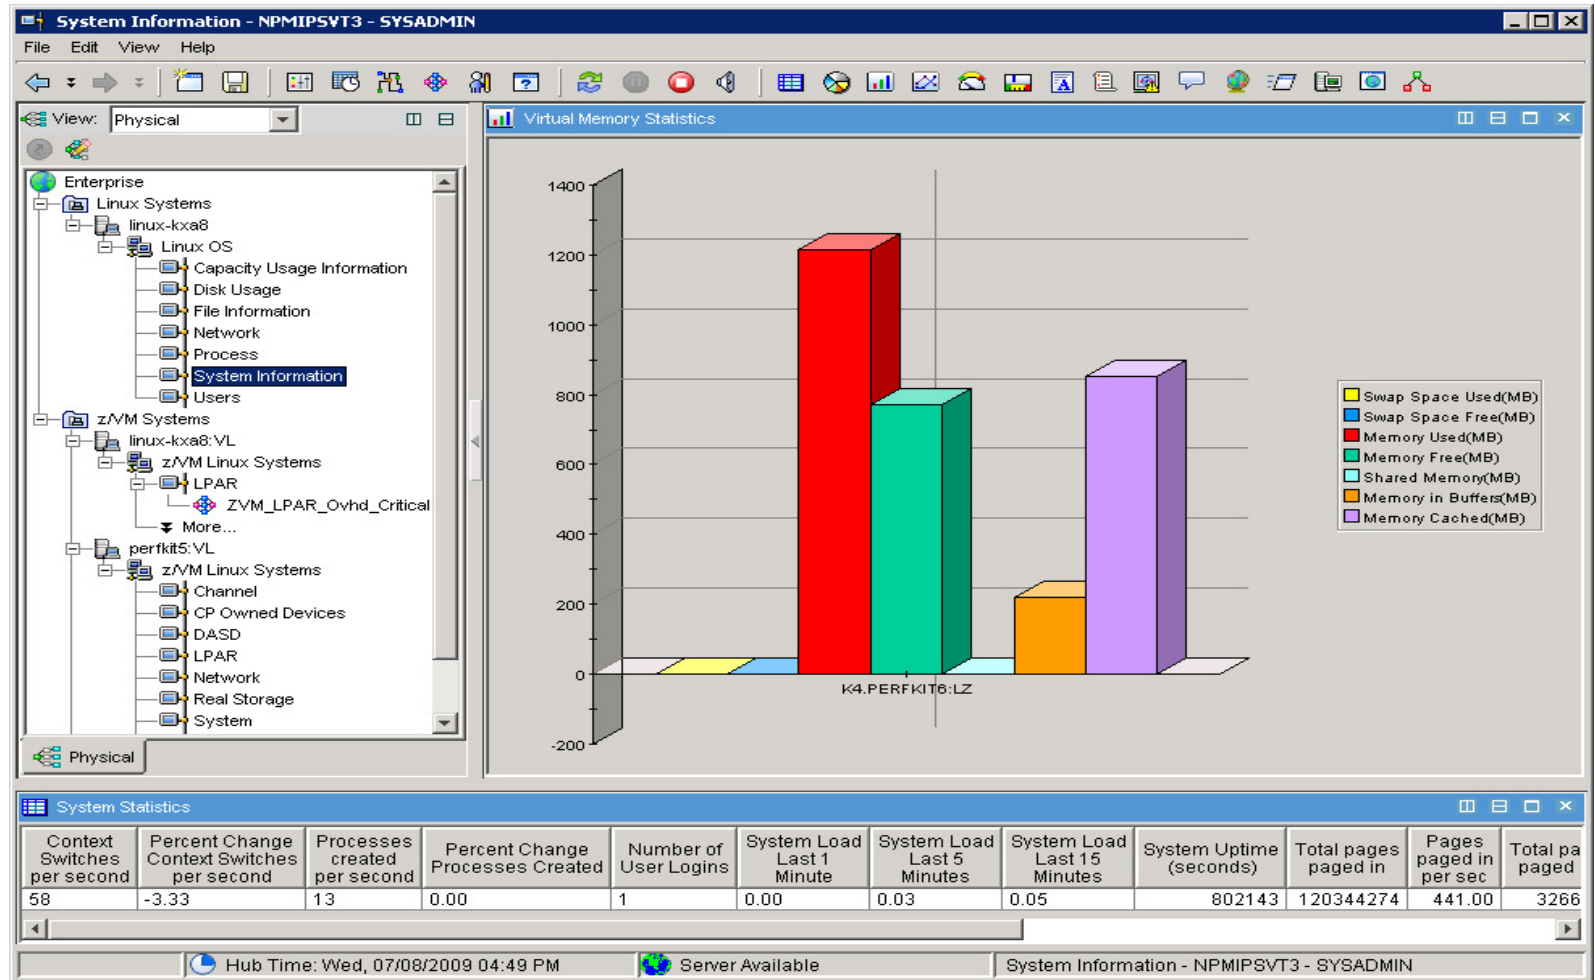 System Information - NPMIPSVT3 - SYSADMIN
File Edit View Help
View: Physical
Enterprise
Linux Systems
linux-kxa8
Linux OS
Capacity Usage Information
Disk Usage
File Information
Network
Process
System Information
Users
z/VM Systems
linux-kxa8:VL
z/VM Linux Systems
LPAR
ZVM_LPAR_Ovhd_Critical
More...
perfkit5:VL
z/VM Linux Systems
Channel
CP Owned Devices
DASD
LPAR
Network
Real Storage
System
Physical
Virtual Memory Statistics
1400
1200
1000
800
600
400
200
0
-200
K4.PERFKIT6:LZ
Swap Space Used(MB)
Swap Space Free(MB)
Memory Used(MB)
Memory Free(MB)
Shared Memory(MB)
Memory in Buffers(MB)
Memory Cached(MB)
System Statistics
Context Switches per second
Percent Change Context Switches per second
Processes created per second
Percent Change Processes Created
Number of User Logins
System Load Last 1 Minute
System Load Last 5 Minutes
System Load Last 15 Minutes
System Uptime (seconds)
Total pages paged in
Pages paged in per sec
Total pa paged
58 -3.33 13 0.00 1 0.00 0.03 0.05 802143 120344274 441.00 3266
Hub Time: Wed, 07/08/2009 04:49 PM
Server Available
System Information - NPMIPSVT3 - SYSADMIN